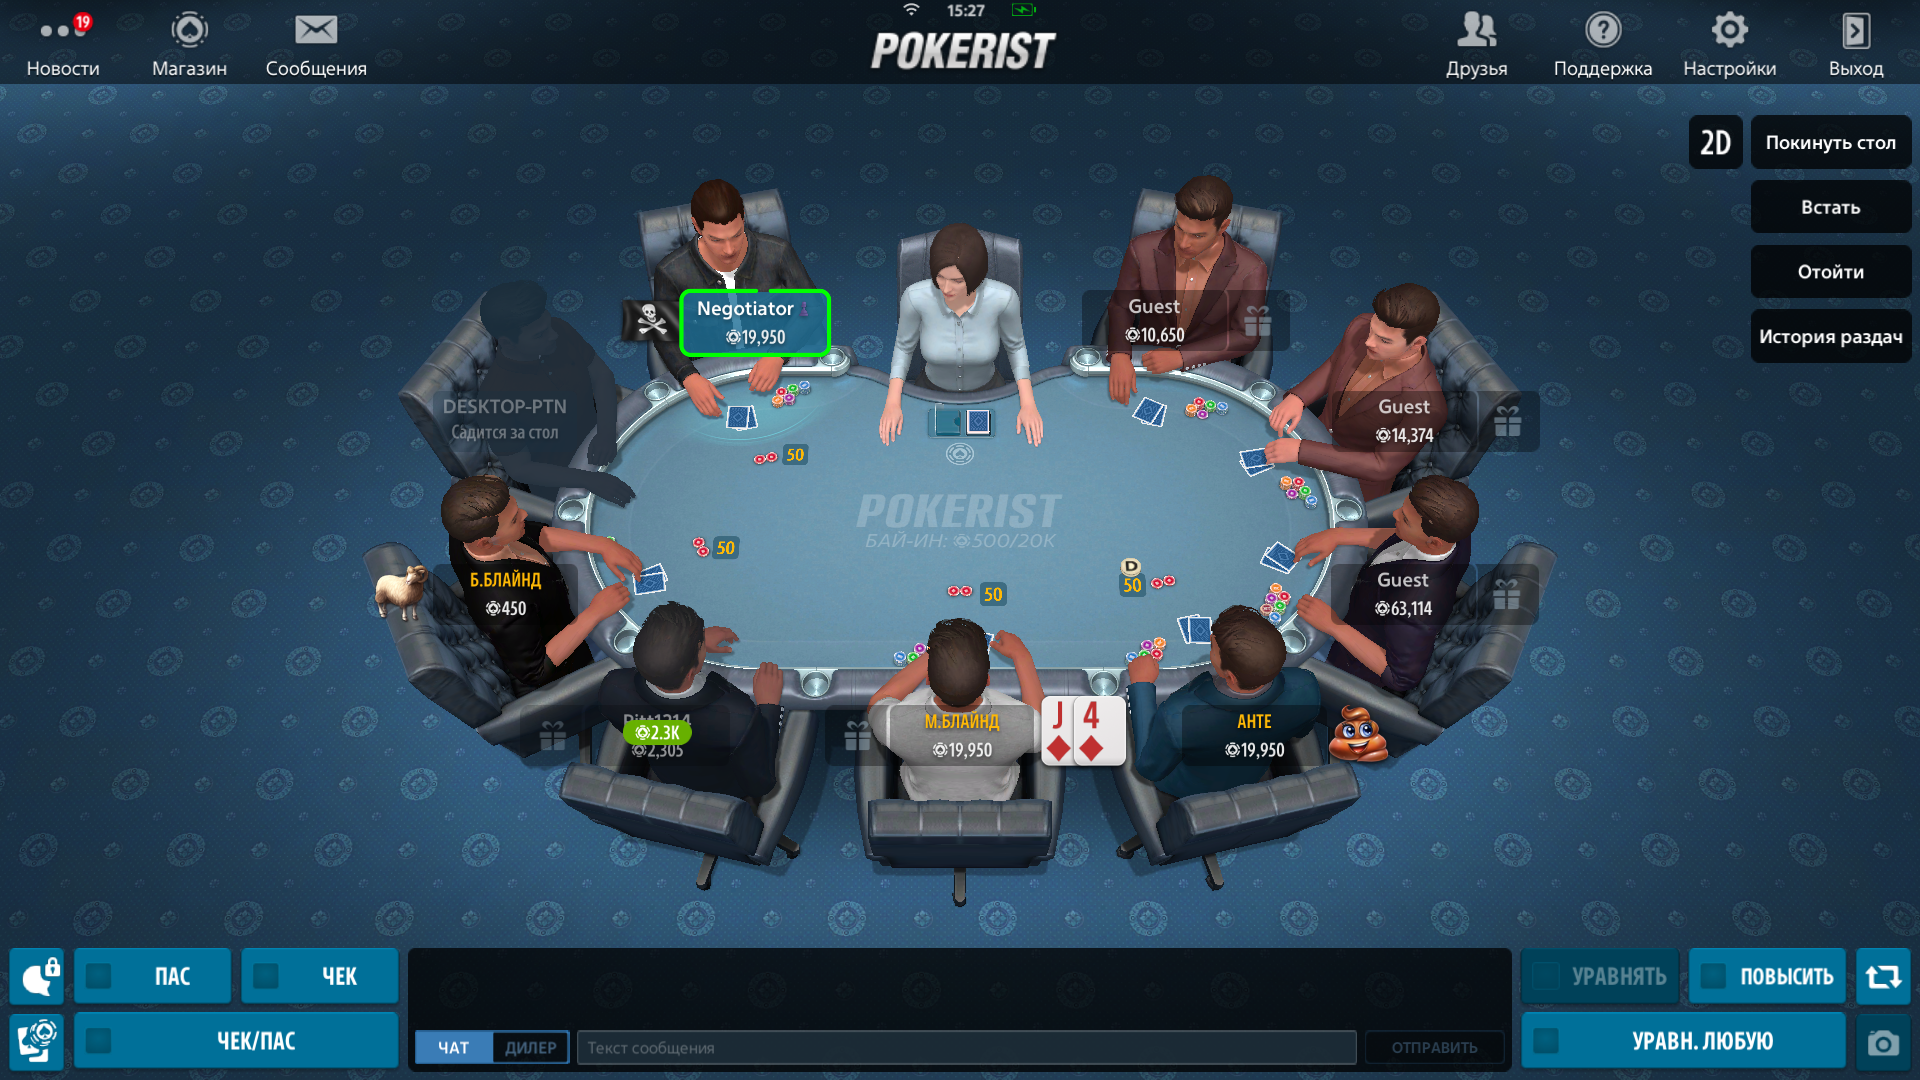 19
15:27
Новости
Магазин
Сообщения
POKERIST
Друзья
Поддержка
Настройки
Выход
2D
Покинуть стол
Встать
Отойти
История раздач
Negotiator
19,950
Guest
10,650
DESKTOP-PTN
Садится за стол
Guest
14,374
50
POKERIST
БАЙ-ИН: 500/20K
50
D
50
50
Б.БЛАЙНД
450
Guest
63,114
2.3K
2,305
М.БЛАЙНД
19,950
J 4
АНТЕ
19,950
ПАС
ЧЕК
ЧЕК/ПАС
ЧАТ
ДИЛЕР
Текст сообщения
ОТПРАВИТЬ
УРАВНЯТЬ
ПОВЫСИТЬ
УРАВН. ЛЮБУЮ